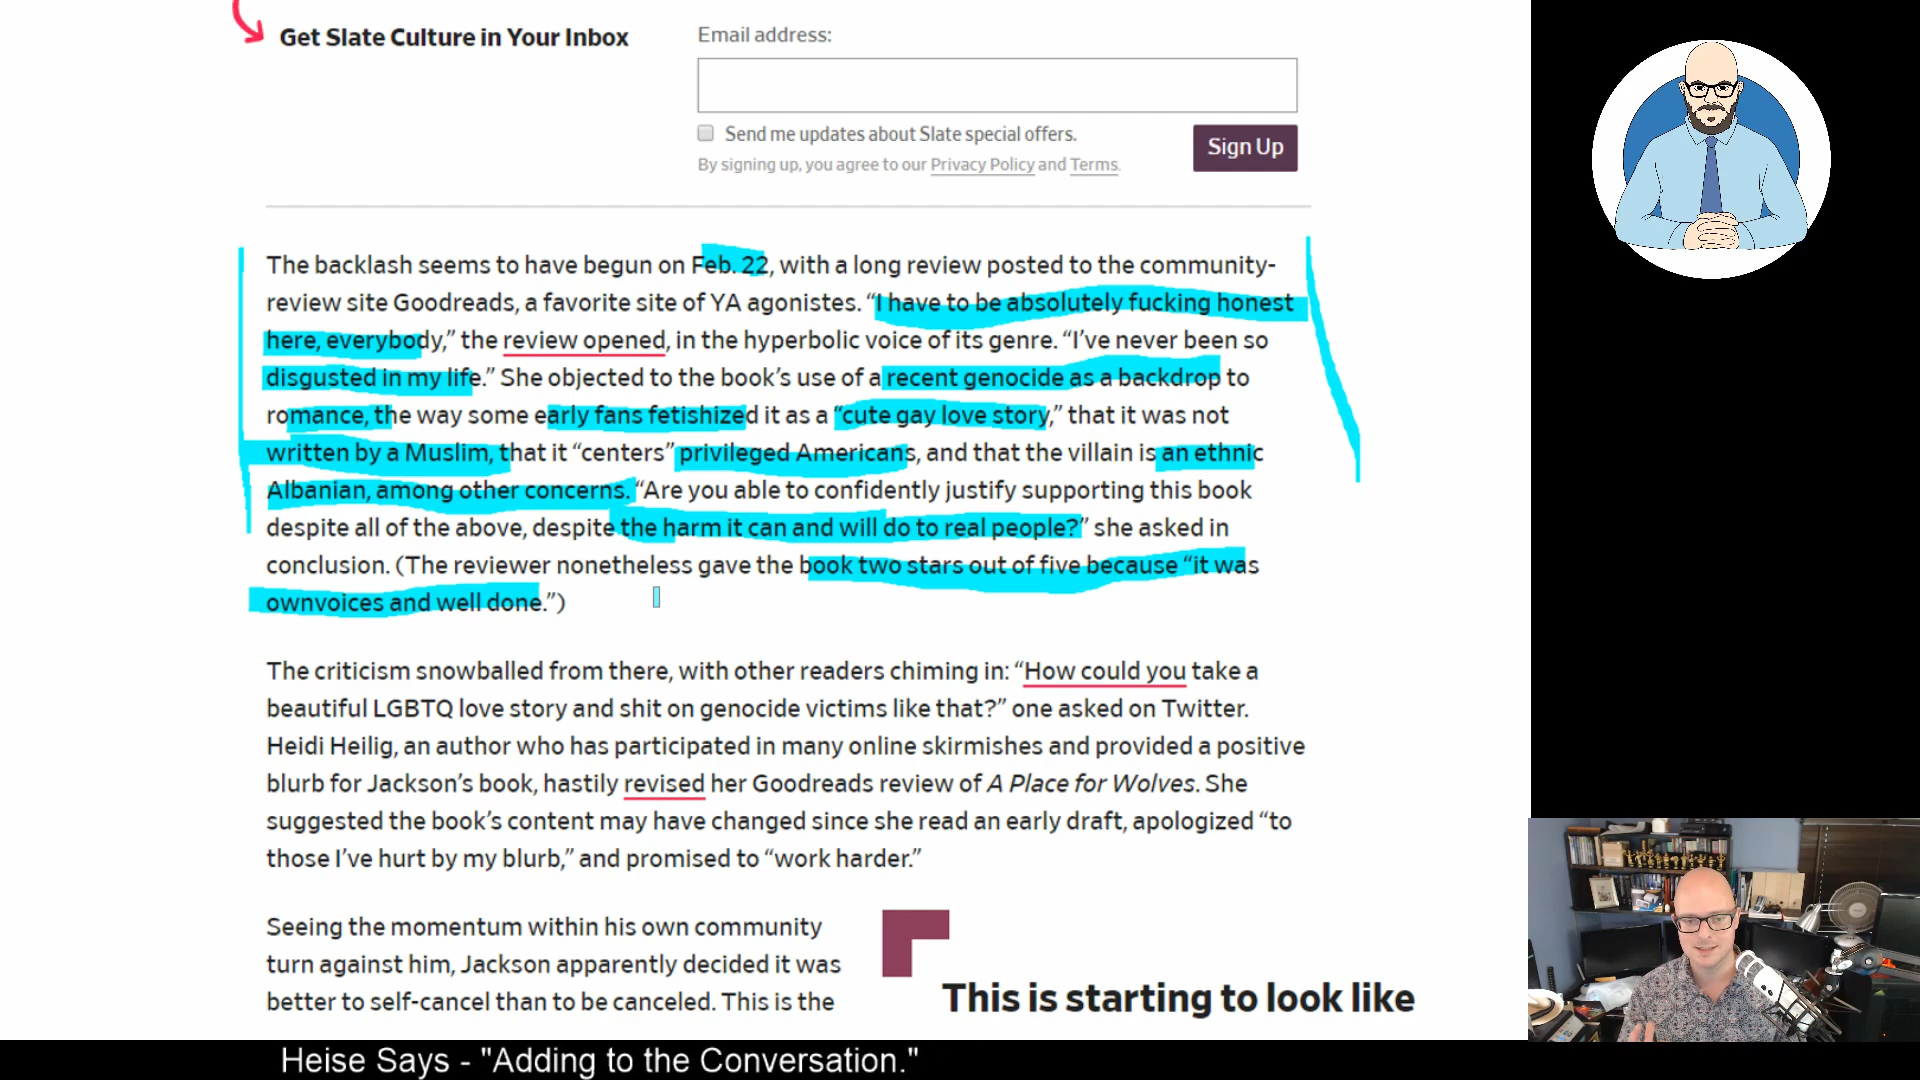 Get Slate Culture in Your Inbox
Email address:
Send me updates about Slate special offers.
Sign Up
By signing up, you agree to our Privacy Policy and Terms.
The backlash seems to have begun on Feb. 22, with a long review posted to the community-
review site Goodreads, a favorite site of YA agonistes. “I have to be absolutely fucking honest
here, everybody,” the review opened, in the hyperbolic voice of its genre. “I’ve never been so
disgusted in my life.” She objected to the book’s use of a recent genocide as a backdrop to
romance, the way some early fans fetishized it as a “cute gay love story,” that it was not
written by a Muslim, that it “centers” privileged Americans, and that the villain is an ethnic
Albanian, among other concerns. “Are you able to confidently justify supporting this book
despite all of the above, despite the harm it can and will do to real people?” she asked in
conclusion. (The reviewer nonetheless gave the book two stars out of five because “it was
ownvoices and well done.”)
The criticism snowballed from there, with other readers chiming in: “How could you take a
beautiful LGBTQ love story and shit on genocide victims like that?” one asked on Twitter.
Heidi Heilig, an author who has participated in many online skirmishes and provided a positive
blurb for Jackson’s book, hastily revised her Goodreads review of A Place for Wolves. She
suggested the book’s content may have changed since she read an early draft, apologized “to
those I’ve hurt by my blurb,” and promised to “work harder.”
Seeing the momentum within his own community
turn against him, Jackson apparently decided it was
better to self-cancel than to be canceled. This is the
This is starting to look like
Heise Says - "Adding to the Conversation."